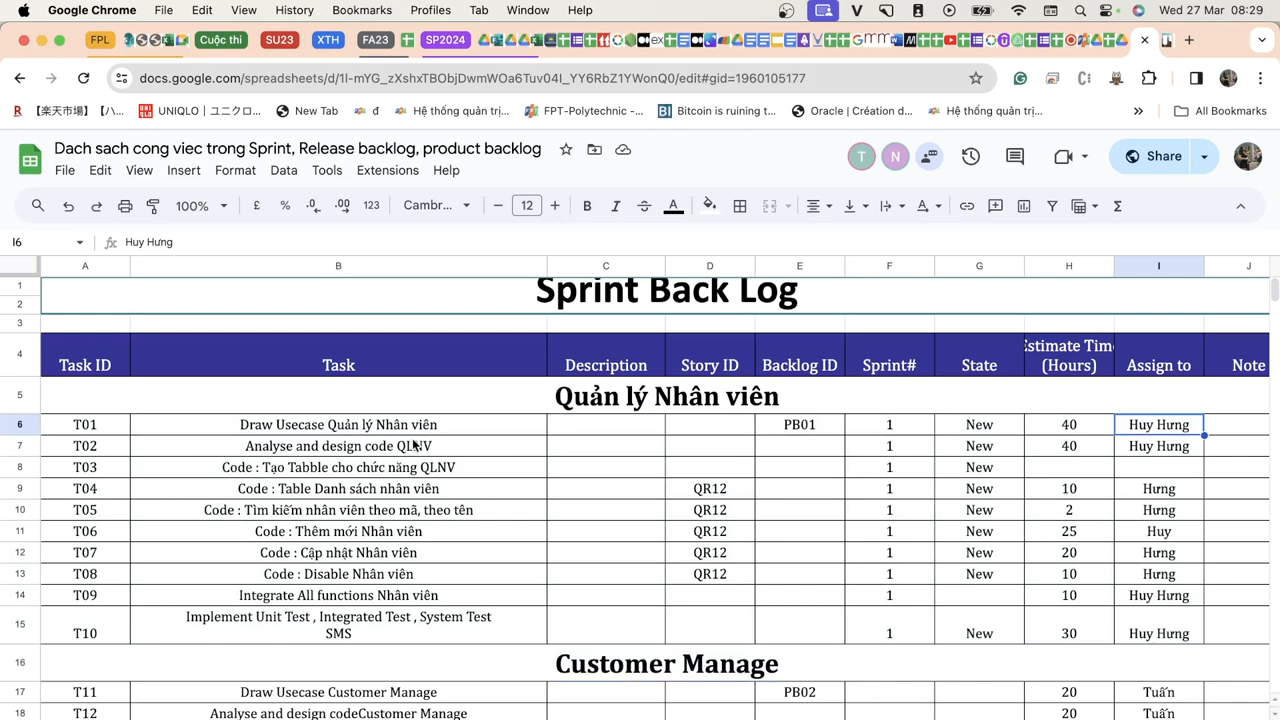 Google Chrome File Edit View History Bookmarks Profiles Tab Window Help Wed 27 Mar 08:29
FPL Cuộc thi SU23 XTH FA23 SP2024
docs.google.com/spreadsheets/d/1l-mYG_zXshxTBObjDwmWOa6Tuv04I_YY6RbZ1YWonQ0/edit#gid=1960105177
【楽天市場】【ハ... UNIQLO｜ユニクロ... New Tab đ Hệ thống quản trị... FPT-Polytechnic -... Bitcoin is ruining t... Oracle | Création d... Hệ thống quản trị... » All Bookmarks
Dach sach cong viec trong Sprint, Release backlog, product backlog
File Edit View Insert Format Data Tools Extensions Help
T N Share
100% £ % .0 .00 123 Cambr... 12 B I A
I6 fx Huy Hưng
A B C D E F G H I J
1 Sprint Back Log
2
3
4 Task ID Task Description Story ID Backlog ID Sprint# State Estimate Time (Hours) Assign to Note
5 Quản lý Nhân viên
6 T01 Draw Usecase Quản lý Nhân viên PB01 1 New 40 Huy Hưng
7 T02 Analyse and design code QLNV 1 New 40 Huy Hưng
8 T03 Code : Tạo Tabble cho chức năng QLNV 1 New
9 T04 Code : Table Danh sách nhân viên QR12 1 New 10 Hưng
10 T05 Code : Tìm kiếm nhân viên theo mã, theo tên QR12 1 New 2 Hưng
11 T06 Code : Thêm mới Nhân viên QR12 1 New 25 Huy
12 T07 Code : Cập nhật Nhân viên QR12 1 New 20 Hưng
13 T08 Code : Disable Nhân viên QR12 1 New 10 Hưng
14 T09 Integrate All functions Nhân viên 1 New 10 Huy Hưng
15 T10 Implement Unit Test , Integrated Test , System Test SMS 1 New 30 Huy Hưng
16 Customer Manage
17 T11 Draw Usecase Customer Manage PB02 20 Tuấn
18 T12 Analyse and design codeCustomer Manage 20 Tuấn